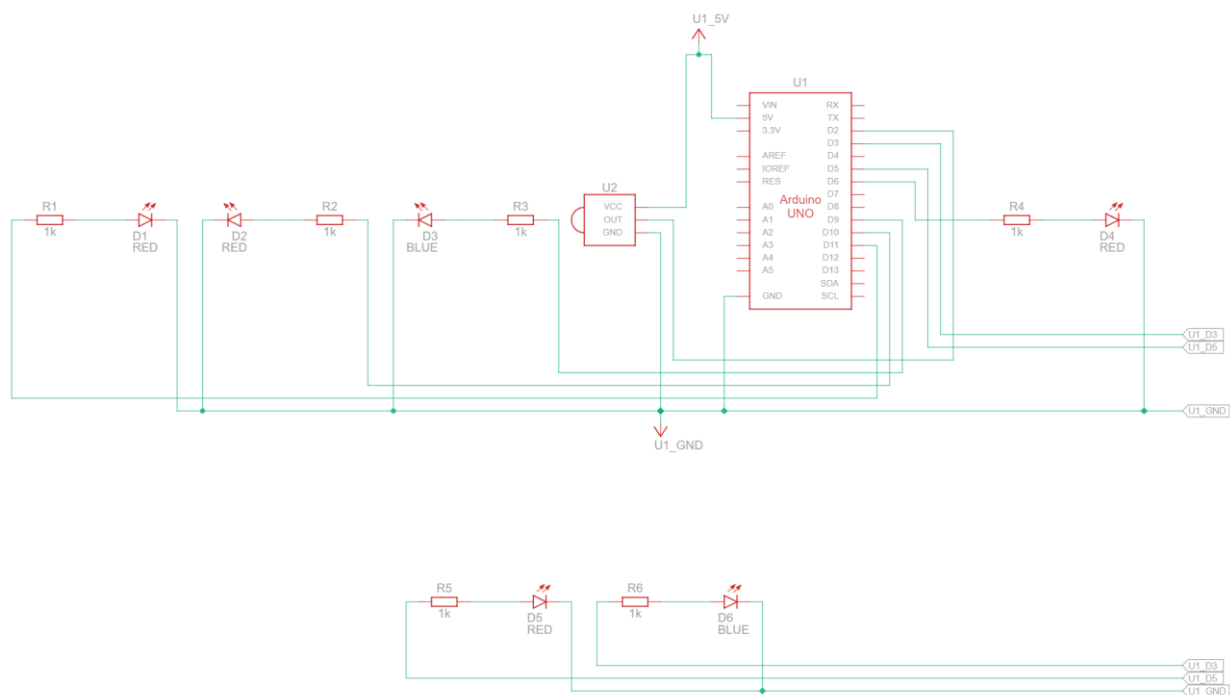 U1_5V
U1
VIN
5V
3.3V
AREF
IOREF
RES
A0
A1
A2
A3
A4
A5
GND
Arduino
UNO
RX
TX
D2
D3
D4
D5
D6
D7
D8
D9
D10
D11
D12
D13
SDA
SCL
R1
1k
D1
RED
D2
RED
R2
1k
D3
BLUE
R3
1k
U2
VCC
OUT
GND
R4
1k
D4
RED
U1_D3
U1_D5
U1_GND
U1_GND
R5
1k
D5
RED
R6
1k
D6
BLUE
U1_D3
U1_D5
U1_GND